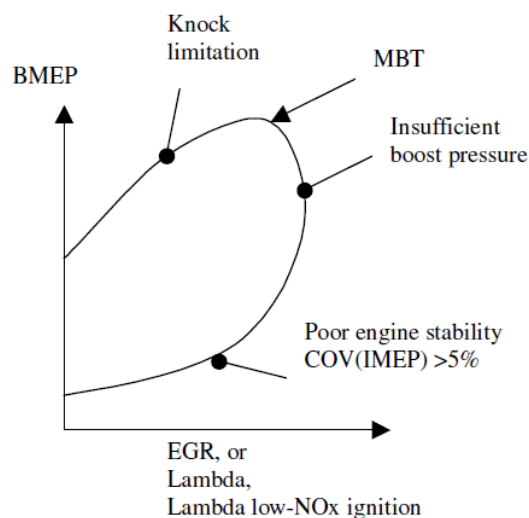 Knock
limitation
MBT
BMEP
Insufficient
boost pressure
Poor engine stability
COV(IMEP) >5%
EGR, or
Lambda,
Lambda low-NOx ignition